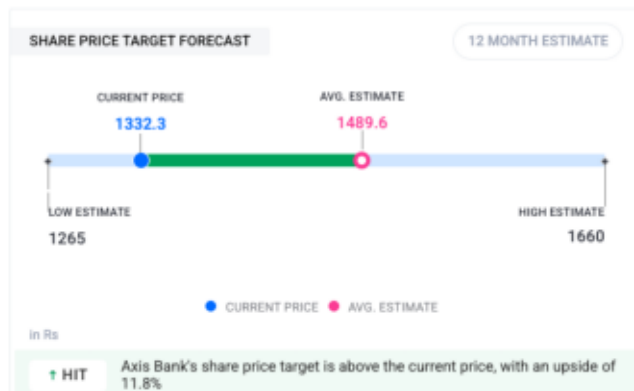 SHARE PRICE TARGET FORECAST
12 MONTH ESTIMATE
CURRENT PRICE
1332.3
AVG. ESTIMATE
1489.6
LOW ESTIMATE
1265
HIGH ESTIMATE
1660
CURRENT PRICE
AVG. ESTIMATE
in Rs
↑ HIT
Axis Bank's share price target is above the current price, with an upside of
11.8%